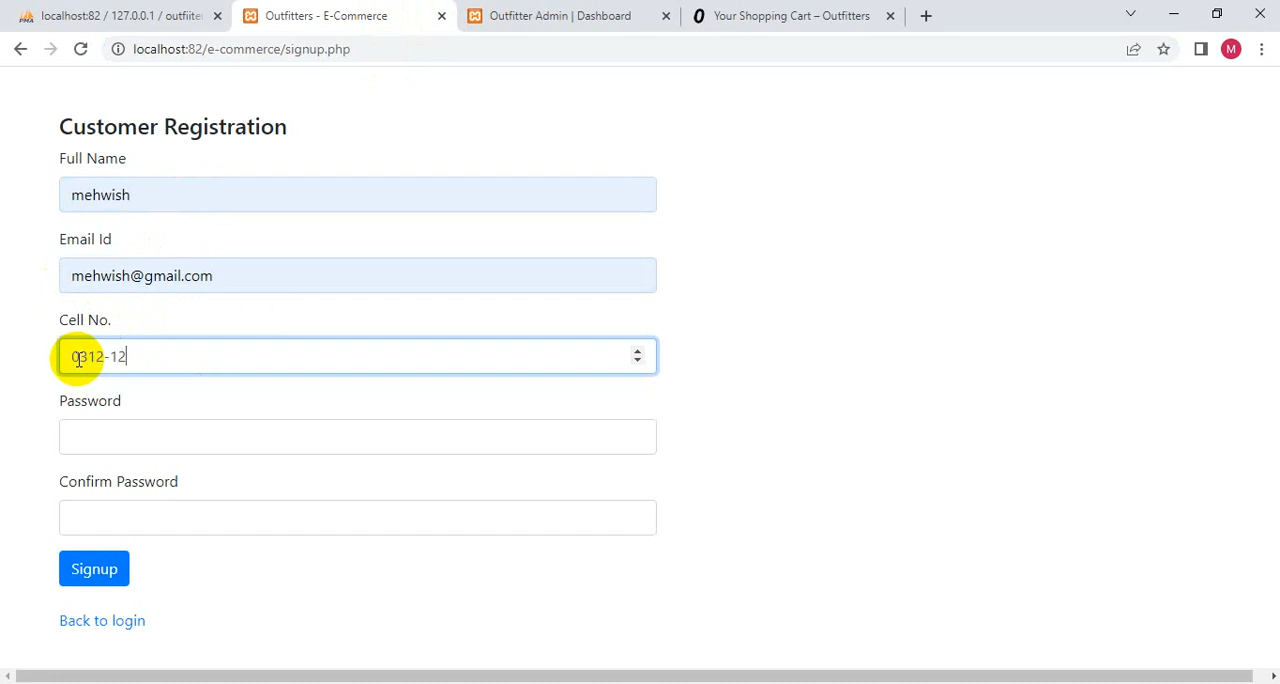 localhost:82 / 127.0.0.1 / outfiiter
Outfitters - E-Commerce
Outfitter Admin | Dashboard
Your Shopping Cart – Outfitters
localhost:82/e-commerce/signup.php
M
Customer Registration
Full Name
mehwish
Email Id
mehwish@gmail.com
Cell No.
0312-12
Password
Confirm Password
Signup
Back to login